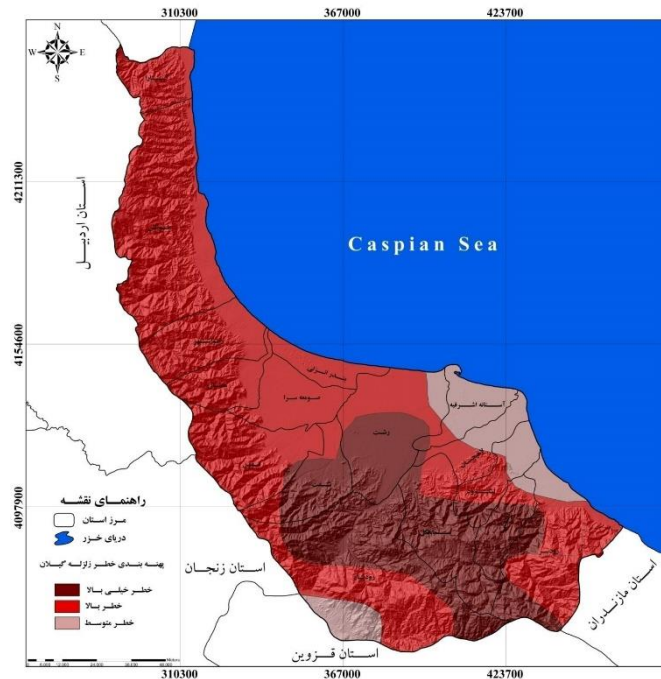 310300 367000 423700
N
W E
S
4211300
استان اردبیل
Caspian Sea
4154600
بندر انزلی
صومعه سرا
آستانه اشرفیه
رشت
4097900
راهنمای نقشه
مرز استان
دریای خزر
پهنه بندی خطر زلزله گیلان
خطر خیلی بالا
خطر بالا
خطر متوسط
استان زنجان
استان قزوین
استان مازندران
310300 367000 423700